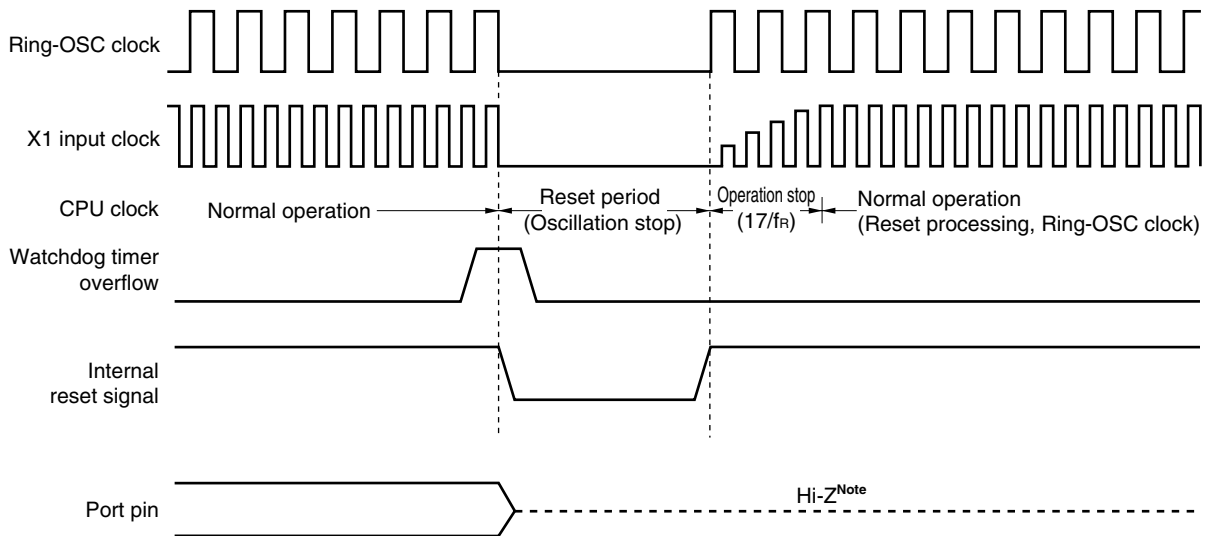 Ring-OSC clock
X1 input clock
CPU clock
Normal operation
Reset period
(Oscillation stop)
Operation stop
(17/fR)
Normal operation
(Reset processing, Ring-OSC clock)
Watchdog timer
overflow
Internal
reset signal
Port pin
Hi-ZNote